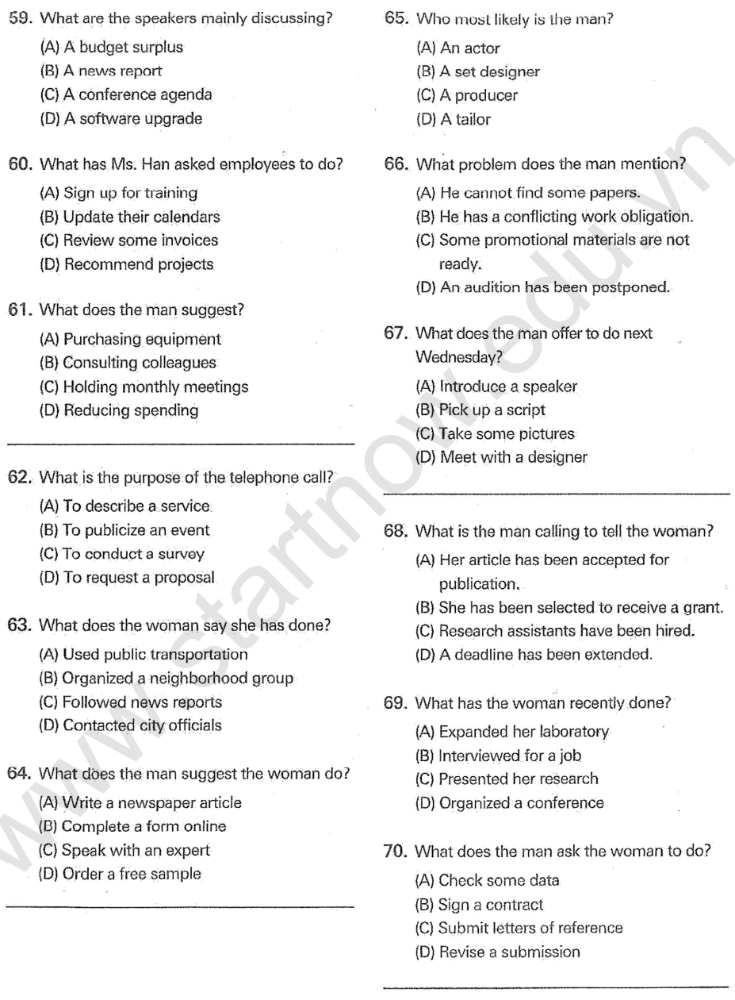 59. What are the speakers mainly discussing?
(A) A budget surplus
(B) A news report
(C) A conference agenda
(D) A software upgrade
60. What has Ms. Han asked employees to do?
(A) Sign up for training
(B) Update their calendars
(C) Review some invoices
(D) Recommend projects
61. What does the man suggest?
(A) Purchasing equipment
(B) Consulting colleagues
(C) Holding monthly meetings
(D) Reducing spending
62. What is the purpose of the telephone call?
(A) To describe a service
(B) To publicize an event
(C) To conduct a survey
(D) To request a proposal
63. What does the woman say she has done?
(A) Used public transportation
(B) Organized a neighborhood group
(C) Followed news reports
(D) Contacted city officials
64. What does the man suggest the woman do?
(A) Write a newspaper article
(B) Complete a form online
(C) Speak with an expert
(D) Order a free sample
65. Who most likely is the man?
(A) An actor
(B) A set designer
(C) A producer
(D) A tailor
66. What problem does the man mention?
(A) He cannot find some papers.
(B) He has a conflicting work obligation.
(C) Some promotional materials are not
ready.
(D) An audition has been postponed.
67. What does the man offer to do next
Wednesday?
(A) Introduce a speaker
(B) Pick up a script
(C) Take some pictures
(D) Meet with a designer
68. What is the man calling to tell the woman?
(A) Her article has been accepted for
publication.
(B) She has been selected to receive a grant.
(C) Research assistants have been hired.
(D) A deadline has been extended.
69. What has the woman recently done?
(A) Expanded her laboratory
(B) Interviewed for a job
(C) Presented her research
(D) Organized a conference
70. What does the man ask the woman to do?
(A) Check some data
(B) Sign a contract
(C) Submit letters of reference
(D) Revise a submission
www.startnow.edu.vn